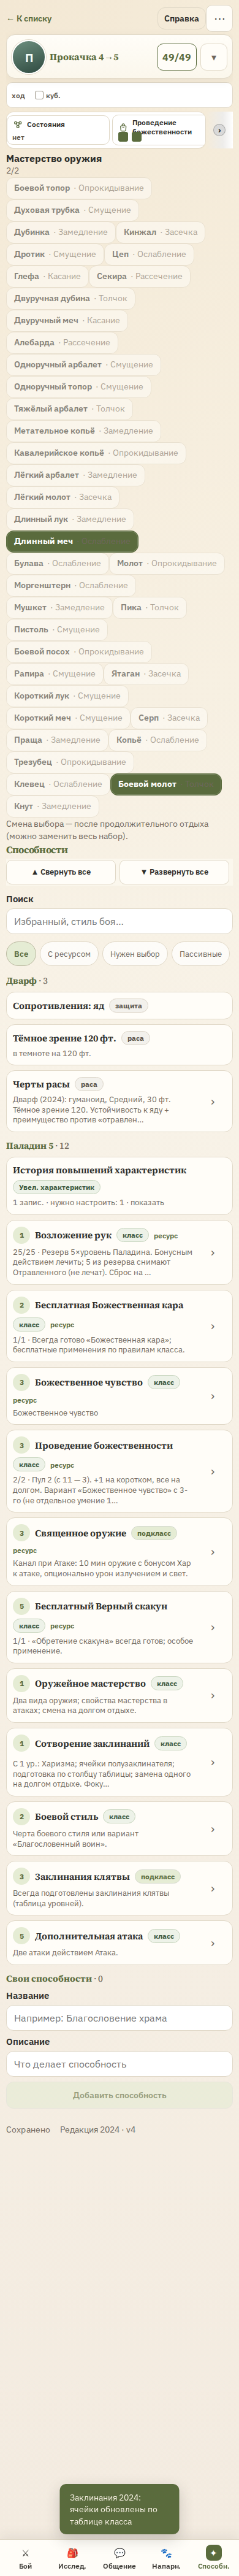 ← К списку
Справка
⋯
П
Прокачка 4→5
49/49
▾
ход
куб.
Состояния
нет
Проведение божественности
›
Мастерство оружия
2/2
Боевой топор · Опрокидывание
Духовая трубка · Смущение
Дубинка · Замедление
Кинжал · Засечка
Дротик · Смущение
Цеп · Ослабление
Глефа · Касание
Секира · Рассечение
Двуручная дубина · Толчок
Двуручный меч · Касание
Алебарда · Рассечение
Одноручный арбалет · Смущение
Одноручный топор · Смущение
Тяжёлый арбалет · Толчок
Метательное копьё · Замедление
Кавалерийское копьё · Опрокидывание
Лёгкий арбалет · Замедление
Лёгкий молот · Засечка
Длинный лук · Замедление
Длинный меч
Булава · Ослабление
Молот · Опрокидывание
Моргенштерн · Ослабление
Мушкет · Замедление
Пика · Толчок
Пистоль · Смущение
Боевой посох · Опрокидывание
Рапира · Смущение
Ятаган · Засечка
Короткий лук · Смущение
Короткий меч · Смущение
Серп · Засечка
Праща · Замедление
Копьё · Ослабление
Трезубец · Опрокидывание
Клевец · Ослабление
Боевой молот
Кнут · Замедление
Смена выбора — после продолжительного отдыха
(можно заменить весь набор).
Способности
▲ Свернуть все
▼ Развернуть все
Поиск
Избранный, стиль боя…
Все
С ресурсом
Нужен выбор
Пассивные
Дварф · 3
Сопротивления: яд защита
Тёмное зрение 120 фт. раса
в темноте на 120 фт.
Черты расы раса
Дварф (2024): гуманоид, Средний, 30 фт.
Тёмное зрение 120. Устойчивость к яду +
преимущество против «отравлен…
›
Паладин 5 · 12
История повышений характеристик
Увел. характеристик
1 запис. · нужно настроить: 1 · показать
1 Возложение рук класс ресурс
25/25 · Резерв 5×уровень Паладина. Бонусным
действием лечить; 5 из резерва снимают
Отравленного (не лечат). Сброс на …
›
2 Бесплатная Божественная кара
класс ресурс
1/1 · Всегда готово «Божественная кара»;
бесплатные применения по правилам класса.
›
3 Божественное чувство класс
ресурс
Божественное чувство
›
3 Проведение божественности
класс ресурс
2/2 · Пул 2 (с 11 — 3). +1 на коротком, все на
долгом. Вариант «Божественное чувство» с 3-
го (не отдельное умение 1…
›
3 Священное оружие подкласс
ресурс
Канал при Атаке: 10 мин оружие с бонусом Хар
к атаке, опционально урон излучением и свет.
›
5 Бесплатный Верный скакун
класс ресурс
1/1 · «Обретение скакуна» всегда готов; особое
применение.
›
1 Оружейное мастерство класс
Два вида оружия; свойства мастерства в
атаках; смена на долгом отдыхе.
›
1 Сотворение заклинаний класс
С 1 ур.: Харизма; ячейки полузаклинателя;
подготовка по столбцу таблицы; замена одного
на долгом отдыхе. Фоку…
›
2 Боевой стиль класс
Черта боевого стиля или вариант
«Благословенный воин».
›
3 Заклинания клятвы подкласс
Всегда подготовлены заклинания клятвы
(таблица уровней).
›
5 Дополнительная атака класс
Две атаки действием Атака.
›
Свои способности · 0
Название
Например: Благословение храма
Описание
Что делает способность
Добавить способность
Сохранено Редакция 2024 · v4
Заклинания 2024:
ячейки обновлены по
таблице класса
Бой
Исслед.
Общение
Напарн.
Способн.